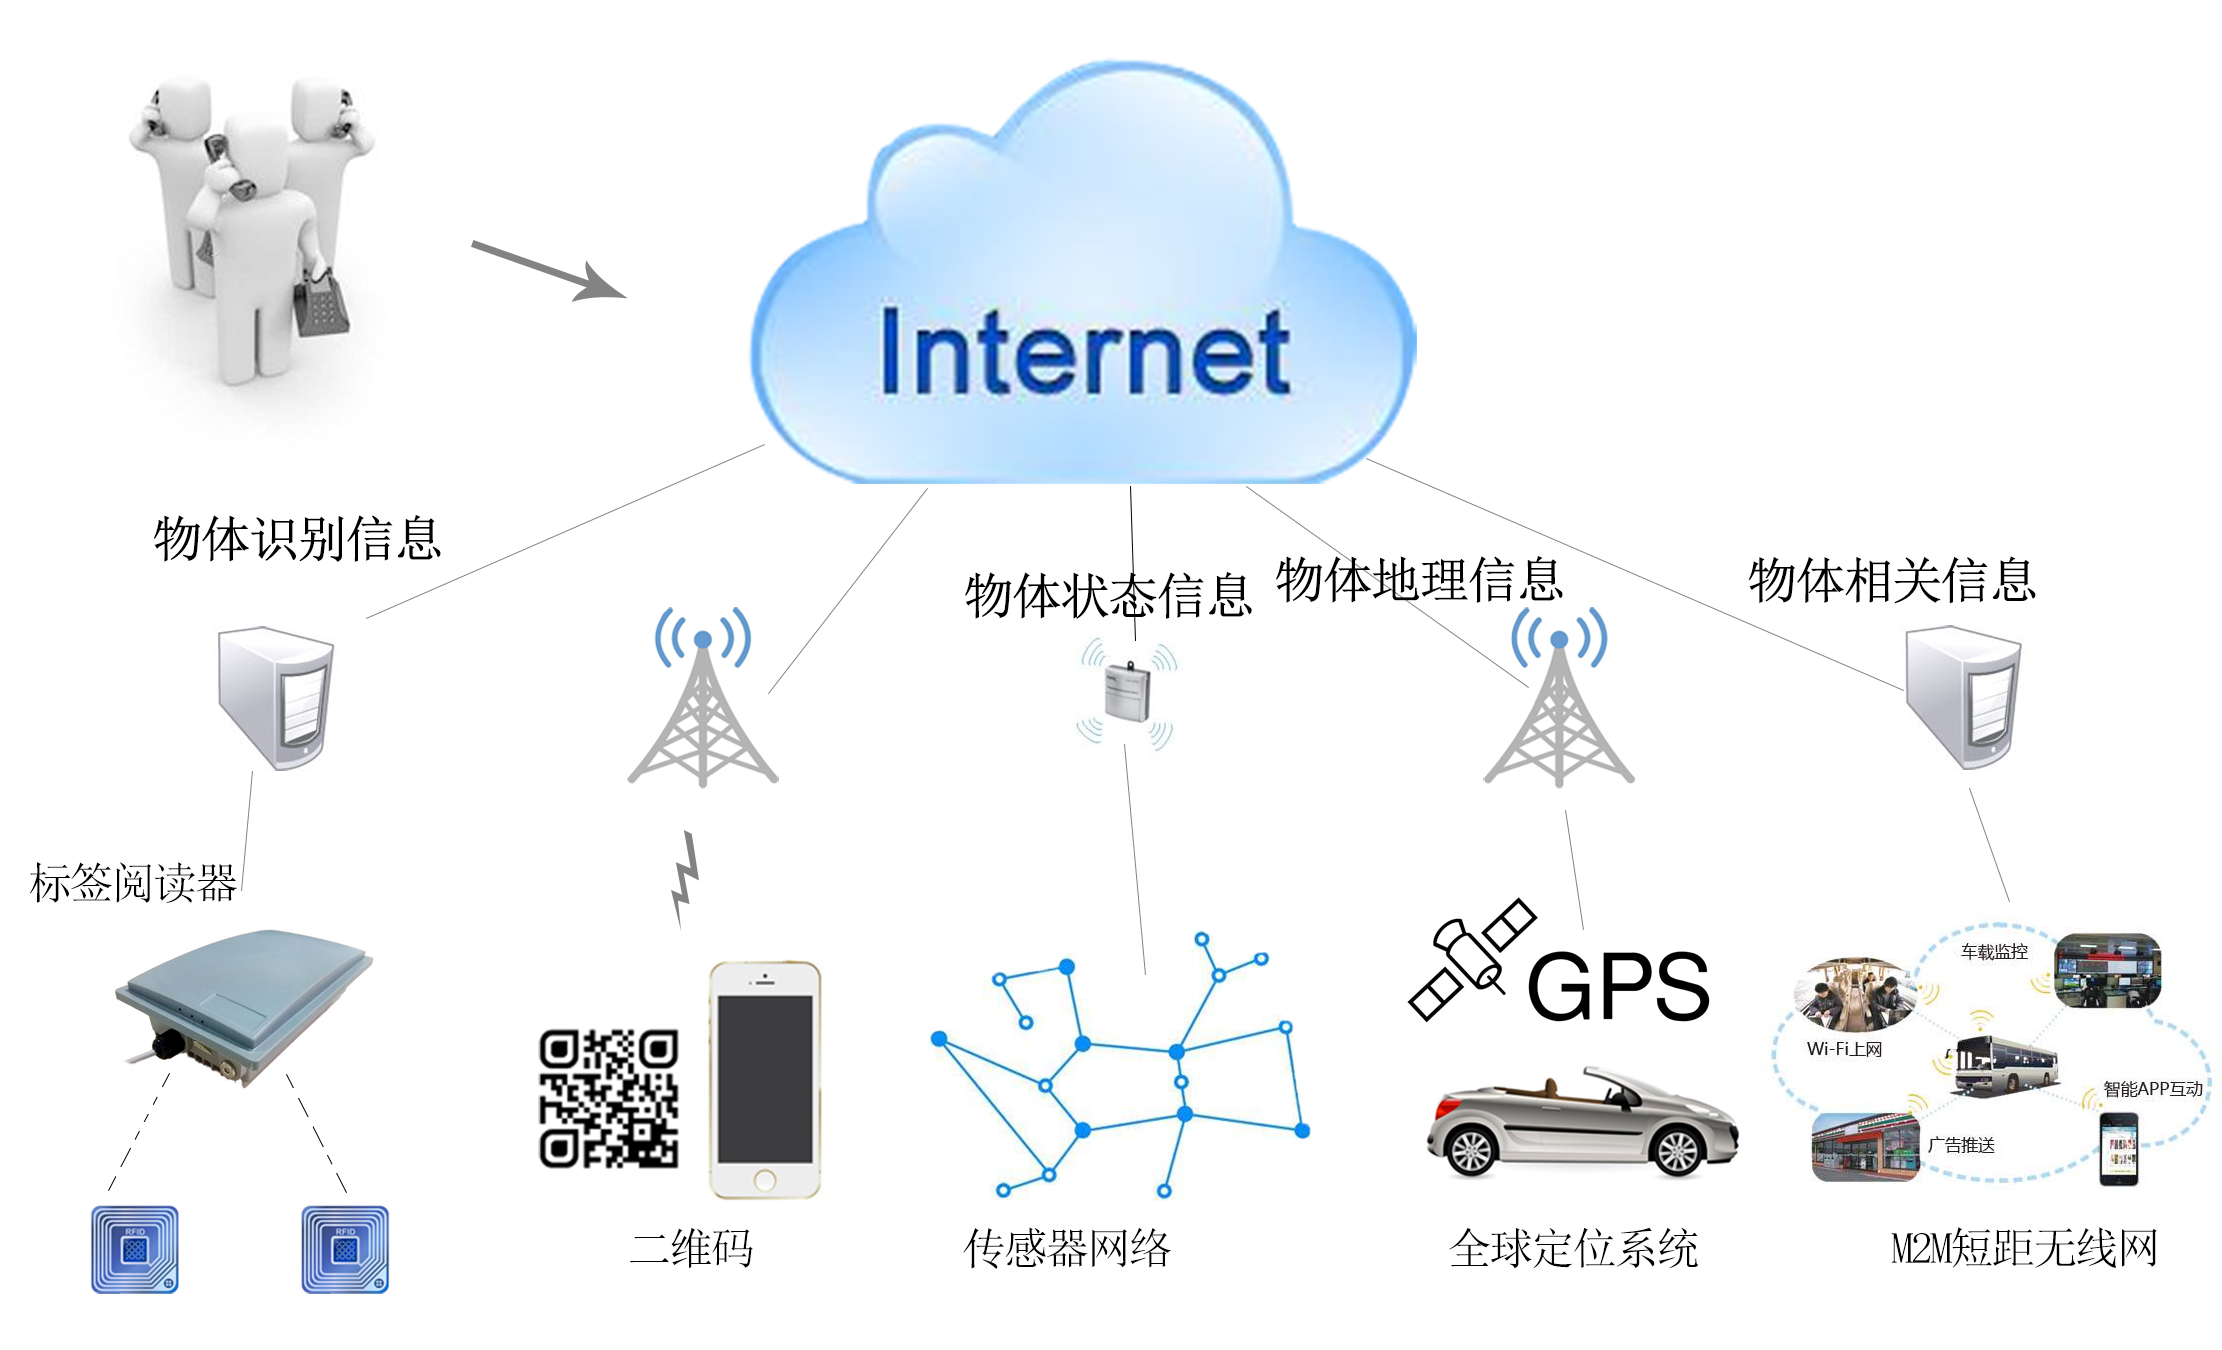 Internet
物体识别信息
物体状态信息
物体地理信息
物体相关信息
标签阅读器
GPS
车载监控
Wi-Fi上网
智能APP互动
广告推送
RFID
RFID
二维码
传感器网络
全球定位系统
M2M短距无线网